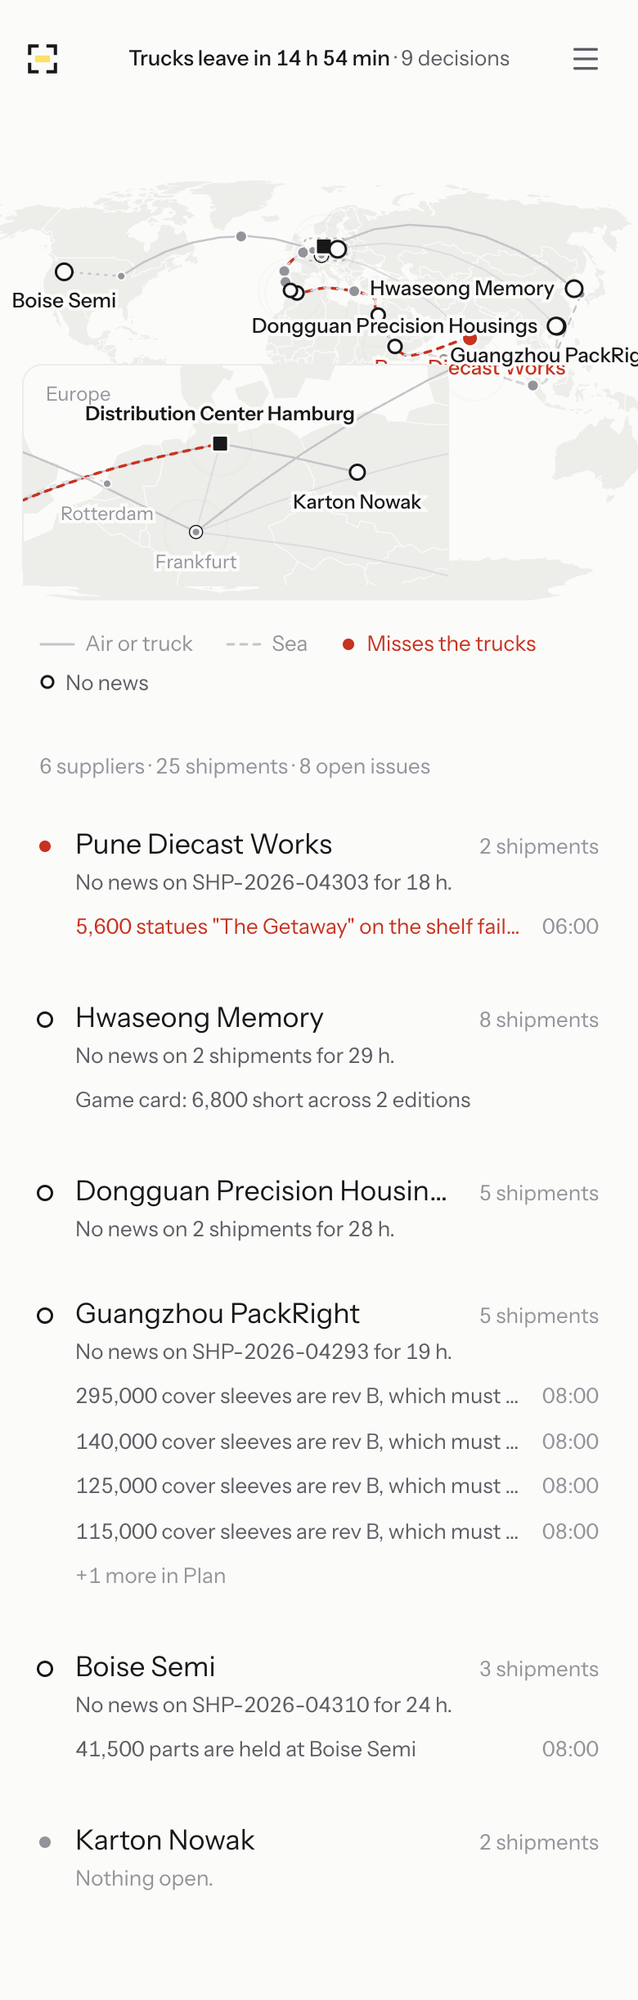 Trucks leave in 14 h 54 min · 9 decisions
Boise Semi
Hwaseong Memory
Dongguan Precision Housings
Guangzhou PackRig
Diecast Works
Europe
Distribution Center Hamburg
Karton Nowak
Rotterdam
Frankfurt
Air or truck
Sea
Misses the trucks
No news
6 suppliers · 25 shipments · 8 open issues
Pune Diecast Works 2 shipments
No news on SHP-2026-04303 for 18 h.
5,600 statues "The Getaway" on the shelf fail... 06:00
Hwaseong Memory 8 shipments
No news on 2 shipments for 29 h.
Game card: 6,800 short across 2 editions
Dongguan Precision Housin... 5 shipments
No news on 2 shipments for 28 h.
Guangzhou PackRight 5 shipments
No news on SHP-2026-04293 for 19 h.
295,000 cover sleeves are rev B, which must ... 08:00
140,000 cover sleeves are rev B, which must ... 08:00
125,000 cover sleeves are rev B, which must ... 08:00
115,000 cover sleeves are rev B, which must ... 08:00
+1 more in Plan
Boise Semi 3 shipments
No news on SHP-2026-04310 for 24 h.
41,500 parts are held at Boise Semi 08:00
Karton Nowak 2 shipments
Nothing open.